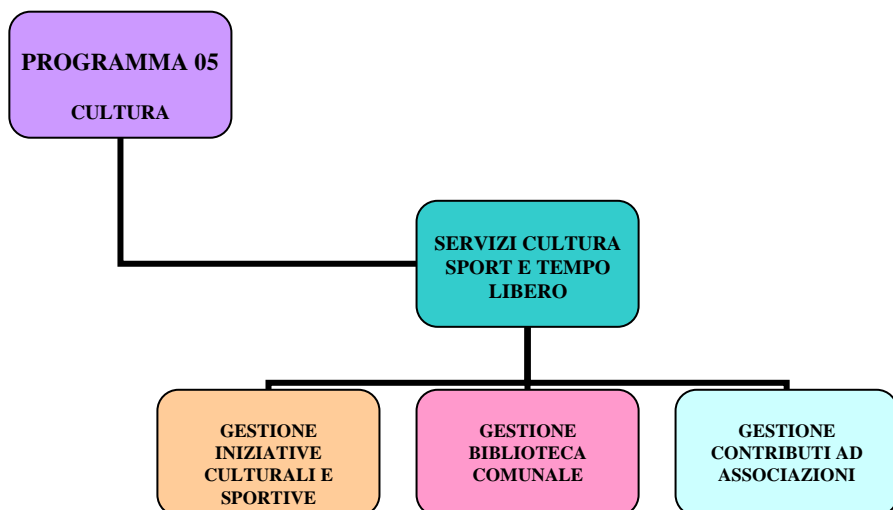 PROGRAMMA 05
CULTURA
SERVIZI CULTURA
SPORT E TEMPO
LIBERO
GESTIONE
INIZIATIVE
CULTURALI E
SPORTIVE
GESTIONE
BIBLIOTECA
COMUNALE
GESTIONE
CONTRIBUTI AD
ASSOCIAZIONI